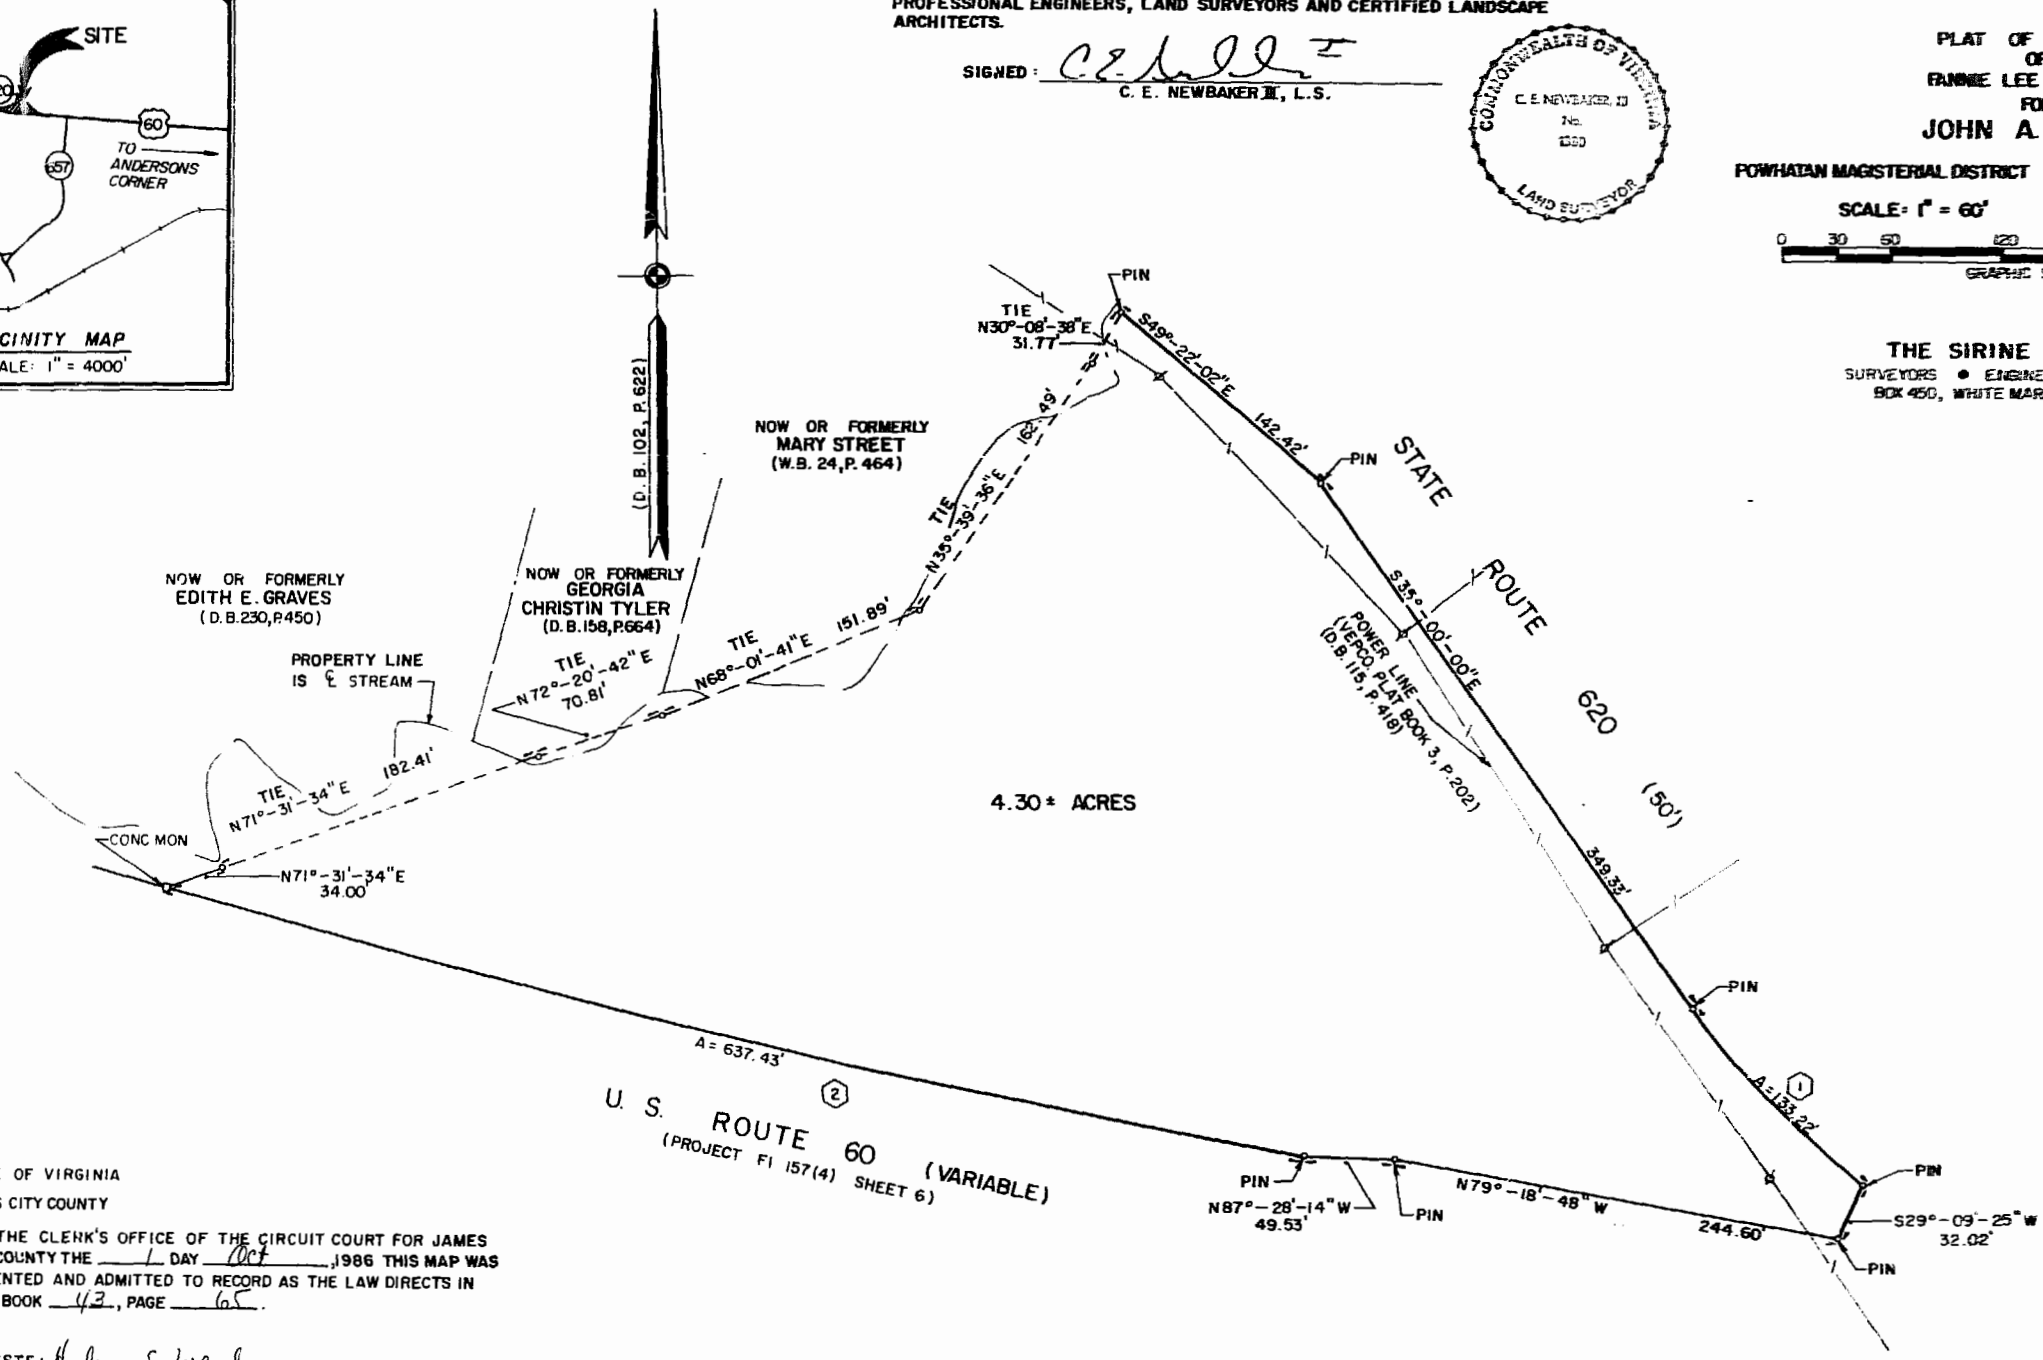 SITE
60
TO
ANDERSONS
CORNER
657
CINITY MAP
ALE: 1" = 4000'
PROFESSIONAL ENGINEERS, LAND SURVEYORS AND CERTIFIED LANDSCAPE
ARCHITECTS.
SIGNED:
C. E. NEWBAKER III, L.S.
COMMONWEALTH OF VIRGINIA
C. E. NEWBAKER, III
No.
LAND SURVEYOR
PLAT OF
FANNIE LEE
JOHN A.
POWHATAN MAGISTERIAL DISTRICT
SCALE: 1" = 60'
0 30 60 120
GRAPHIC
THE SIRINE
SURVEYORS • ENGINE
BOX 450, WHITE MAR
(D. B. 102, P. 622)
PIN
TIE
N30°-08'-38"E
31.77'
S49°-22'-02"E
142.42'
PIN
STATE
ROUTE
620
(50')
NOW OR FORMERLY
MARY STREET
(W.B. 24, P. 464)
162.49'
TIE
N35°-39'-36"E
S35°-00'-00"E
349.33'
POWER LINE
(VEPCO. PLAT BOOK 3, P.202)
(D.B. 115, P. 418)
NOW OR FORMERLY
EDITH E. GRAVES
(D.B.230,P.450)
NOW OR FORMERLY
GEORGIA
CHRISTIN TYLER
(D.B.158,P.664)
PROPERTY LINE
IS ℄ STREAM
TIE
N72°-20'-42"E
70.81'
TIE
N68°-01'-41"E
151.89'
TIE
N71°-31'-34"E
182.41'
4.30± ACRES
CONC MON
N71°-31'-34"E
34.00'
PIN
1
A=133.22'
A= 637.43'
2
U. S. ROUTE 60 (VARIABLE)
(PROJECT FI 157(4) SHEET 6)
PIN
N87°-28'-14"W
49.53'
PIN
N79°-18'-48"W
244.60'
PIN
S29°-09'-25"W
32.02'
PIN
OF VIRGINIA
CITY COUNTY
THE CLERK'S OFFICE OF THE CIRCUIT COURT FOR JAMES
COUNTY THE 1 DAY Oct ,1986 THIS MAP WAS
ENTED AND ADMITTED TO RECORD AS THE LAW DIRECTS IN
BOOK 43, PAGE 65.